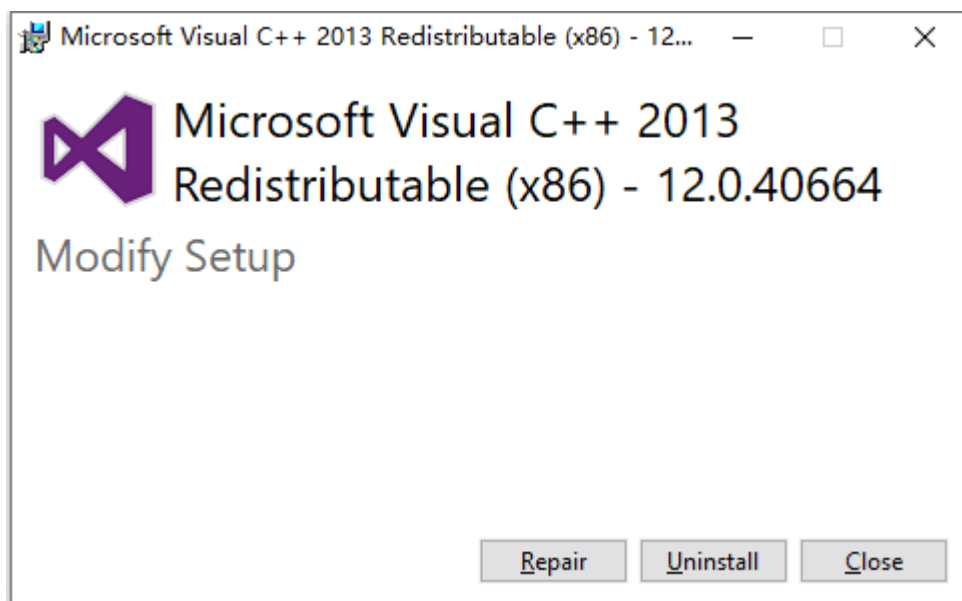 Microsoft Visual C++ 2013 Redistributable (x86) - 12...
Microsoft Visual C++ 2013
Redistributable (x86) - 12.0.40664
Modify Setup
Repair Uninstall Close